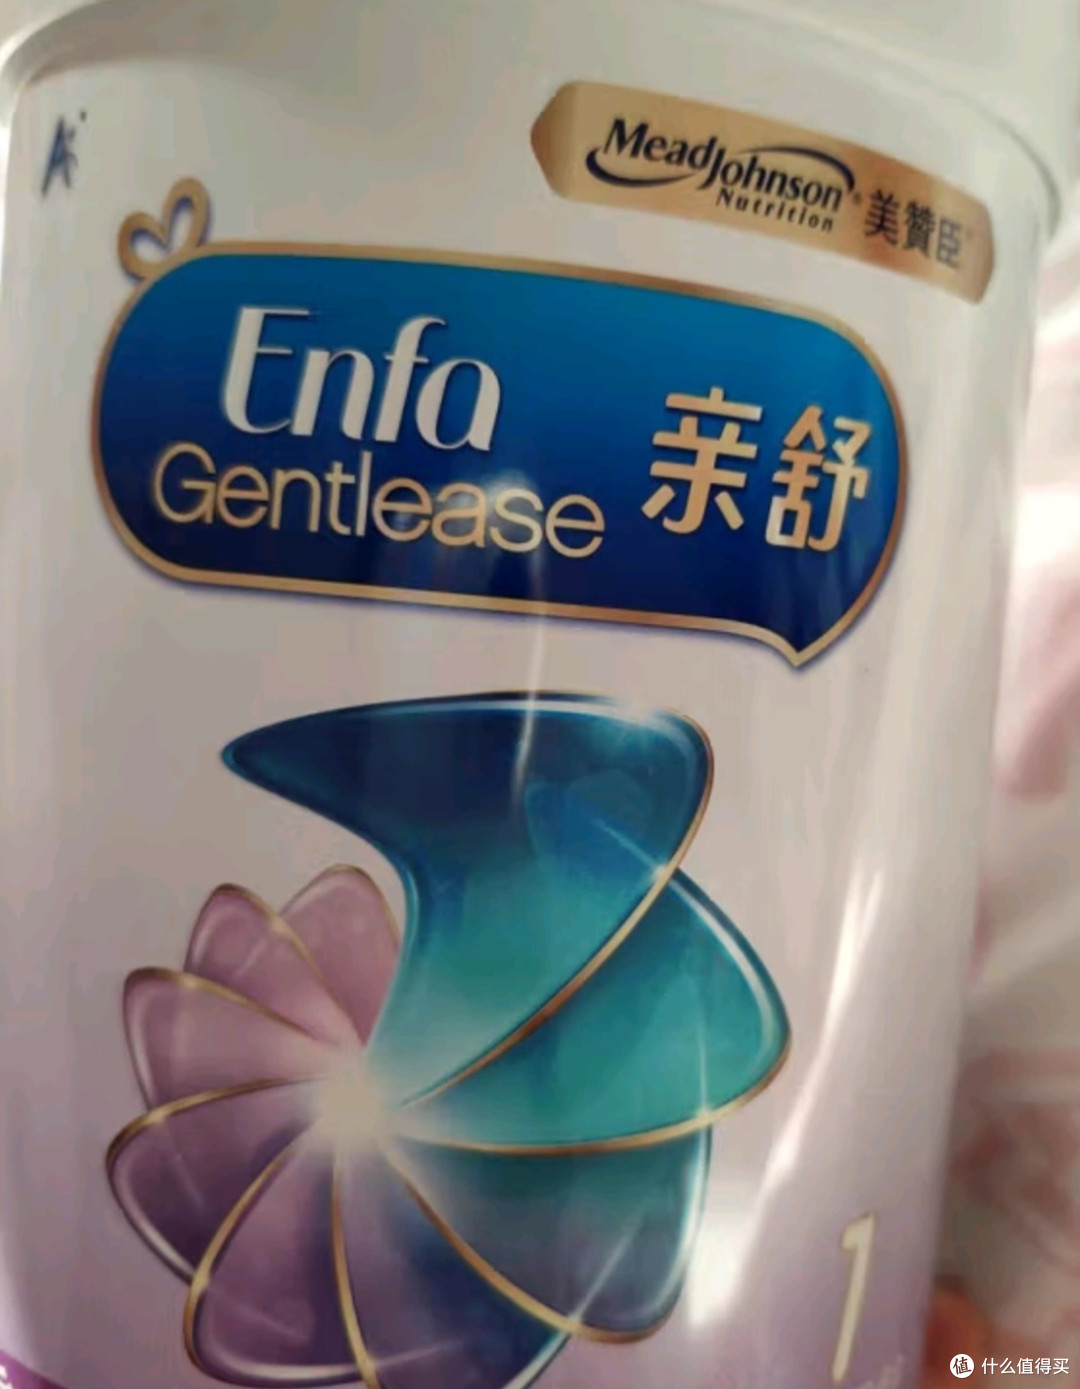 A+
MeadJohnson
Nutrition
美贊臣
Enfa
Gentlease
亲舒
1
值 什么值得买